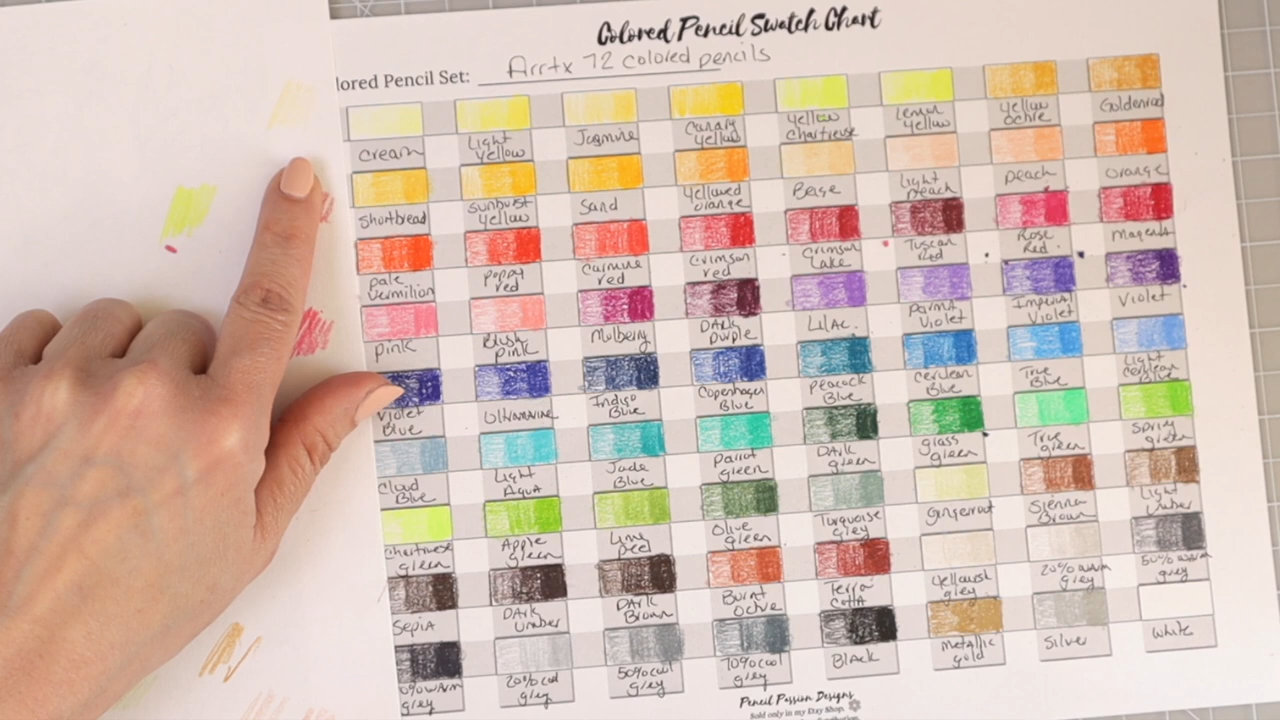 Colored Pencil Swatch Chart
lored Pencil Set: Arrtx 72 colored pencils
cream
Light yellow
Jasmine
Canary yellow
yellow chartreuse
Lemon yellow
yellow ochre
Goldenrod
shortbread
sunburst yellow
Sand
yellowed orange
Beige
Light peach
peach
orange
pale vermilion
poppy red
Carmine red
Crimson red
Crimson Lake
Tuscan Red
Rose Red
Magenta
pink
Blush pink
Mulberry
DARK purple
LILAC
parma violet
Imperial violet
Violet
Violet Blue
Ultramarine
Indigo Blue
Copenhagen Blue
peacock Blue
cerulean Blue
True Blue
Light cerulean Blue
Cloud Blue
Light Aqua
Jade Blue
parrot green
DArk green
grass green
True green
spring green
chartreuse green
Apple green
Lime peel
Olive green
Turquoise grey
Sienna Brown
Light Umber
Sepia
DArk umber
DArk Brown
Burnt Ochre
Terra cotta
20% warm grey
50% warm grey
0% warm grey
20% cool grey
50% cool grey
70% cool grey
BLACK
metallic gold
Silver
white
Pencil Passion Designs
Sold only in my Etsy Shop.